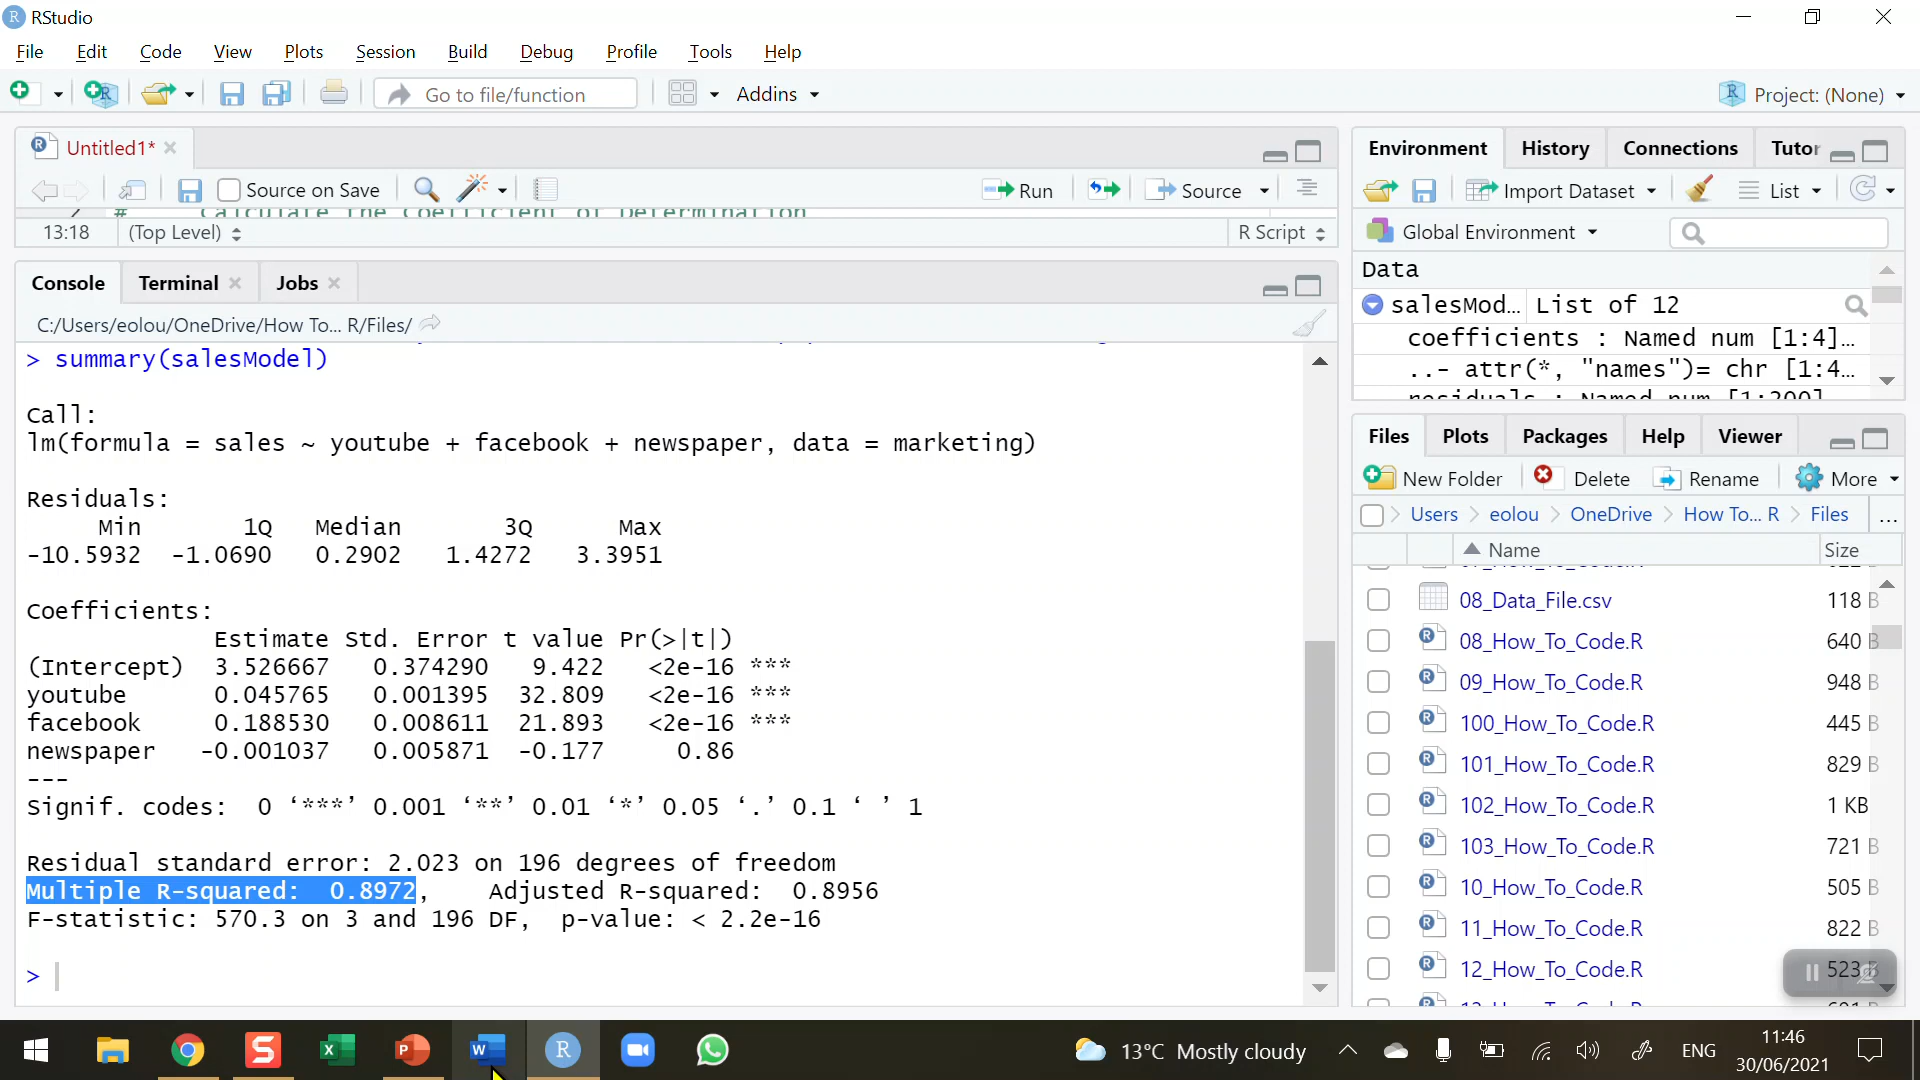 RStudio
File Edit Code View Plots Session Build Debug Profile Tools Help
Go to file/function Addins Project: (None)
Untitled1*
Source on Save Run Source
# Calculate the Coefficient of Determination
13:18 (Top Level) R Script
Console Terminal Jobs
C:/Users/eolou/OneDrive/How To... R/Files/
> summary(salesModel)
Call:
lm(formula = sales ~ youtube + facebook + newspaper, data = marketing)
Residuals:
Min 1Q Median 3Q Max
-10.5932 -1.0690 0.2902 1.4272 3.3951
Coefficients:
Estimate Std. Error t value Pr(>|t|)
(Intercept) 3.526667 0.374290 9.422 <2e-16 ***
youtube 0.045765 0.001395 32.809 <2e-16 ***
facebook 0.188530 0.008611 21.893 <2e-16 ***
newspaper -0.001037 0.005871 -0.177 0.86
---
Signif. codes: 0 ‘***’ 0.001 ‘**’ 0.01 ‘*’ 0.05 ‘.’ 0.1 ‘ ’ 1
Residual standard error: 2.023 on 196 degrees of freedom
Multiple R-squared: 0.8972, Adjusted R-squared: 0.8956
F-statistic: 570.3 on 3 and 196 DF, p-value: < 2.2e-16
>
Environment History Connections Tutor
Import Dataset List
Global Environment
Data
salesMod... List of 12
coefficients : Named num [1:4]...
..- attr(*, "names")= chr [1:4...
residuals : Named num [1:200]
Files Plots Packages Help Viewer
New Folder Delete Rename More
Users > eolou > OneDrive > How To... R > Files ...
Name Size
08_Data_File.csv 118 B
08_How_To_Code.R 640 B
09_How_To_Code.R 948 B
100_How_To_Code.R 445 B
101_How_To_Code.R 829 B
102_How_To_Code.R 1 KB
103_How_To_Code.R 721 B
10_How_To_Code.R 505 B
11_How_To_Code.R 822 B
12_How_To_Code.R 523 B
13°C Mostly cloudy ENG 11:46
30/06/2021